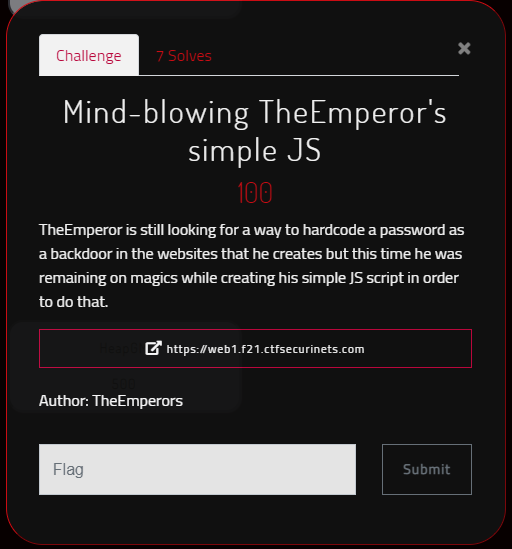 Challenge
7 Solves
×
Mind-blowing TheEmperor's
simple JS
100
TheEmperor is still looking for a way to hardcode a password as
a backdoor in the websites that he creates but this time he was
remaining on magics while creating his simple JS script in order
to do that.
https://web1.f21.ctfsecurinets.com
Author: TheEmperors
Flag
Submit